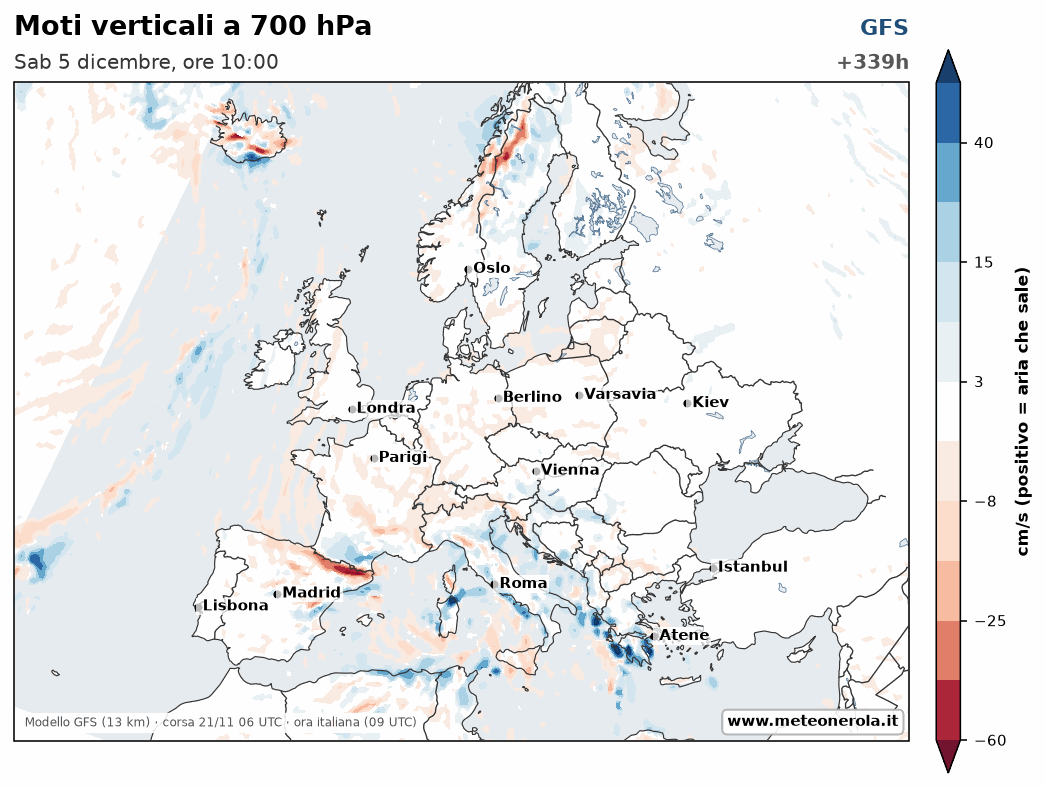 Moti verticali a 700 hPa
GFS
Sab 5 dicembre, ore 10:00
+339h
40
15
3
−8
−25
−60
cm/s (positivo = aria che sale)
Oslo
Londra
Berlino
Varsavia
Kiev
Parigi
Vienna
Istanbul
Roma
Madrid
Lisbona
Atene
Modello GFS (13 km) · corsa 21/11 06 UTC · ora italiana (09 UTC)
www.meteonerola.it